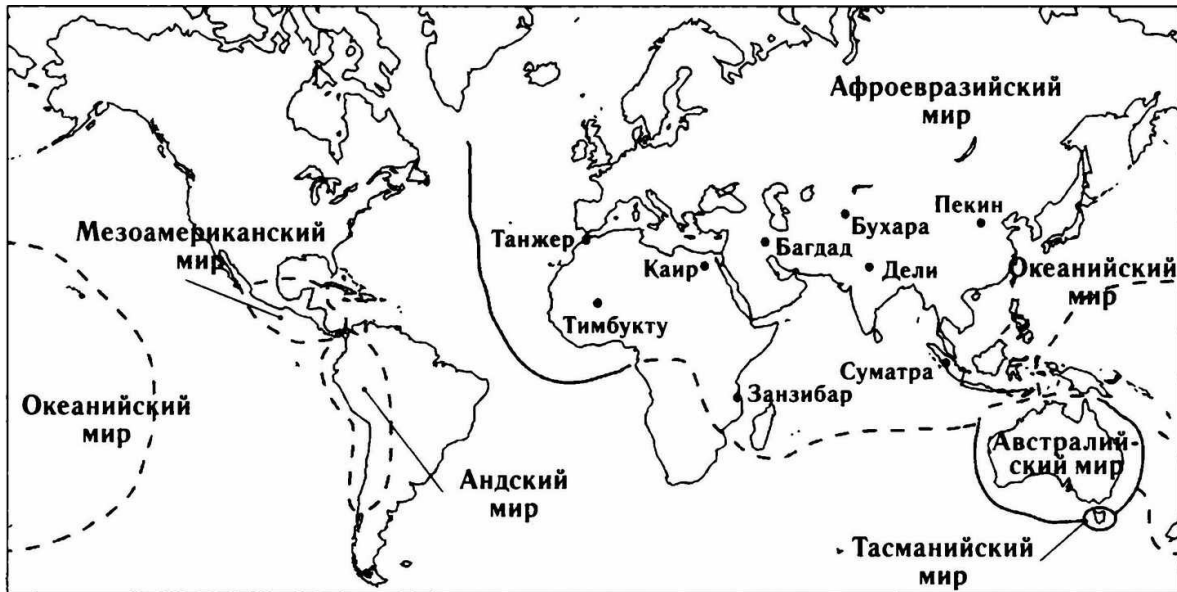 Афроевразийский
мир
Мезоамериканский
мир
Танжер
Каир
Багдад
Бухара
Пекин
Дели
Океанийский
мир
Тимбукту
Океанийский
мир
Занзибар
Суматра
Андский
мир
Австралий-
ский мир
Тасманийский
мир